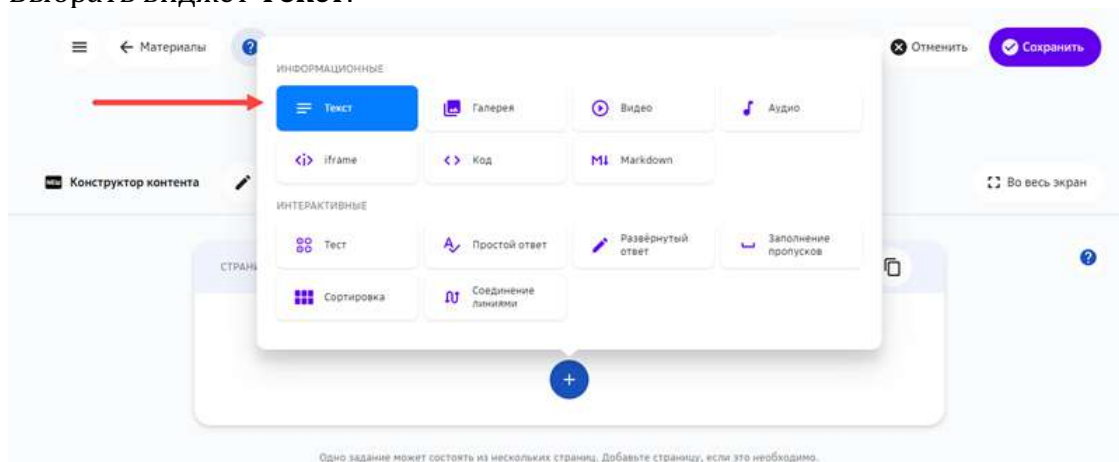 Выбрать виджет Текст.
Материалы
Отменить
Сохранить
ИНФОРМАЦИОННЫЕ
Текст
Галерея
Видео
Аудио
iframe
Код
Markdown
Конструктор контента
Во весь экран
ИНТЕРАКТИВНЫЕ
Тест
Простой ответ
Развёрнутый
ответ
Заполнение
пропусков
Сортировка
Соединение
линиями
Одно задание может состоять из нескольких страниц. Добавьте страницу, если это необходимо.